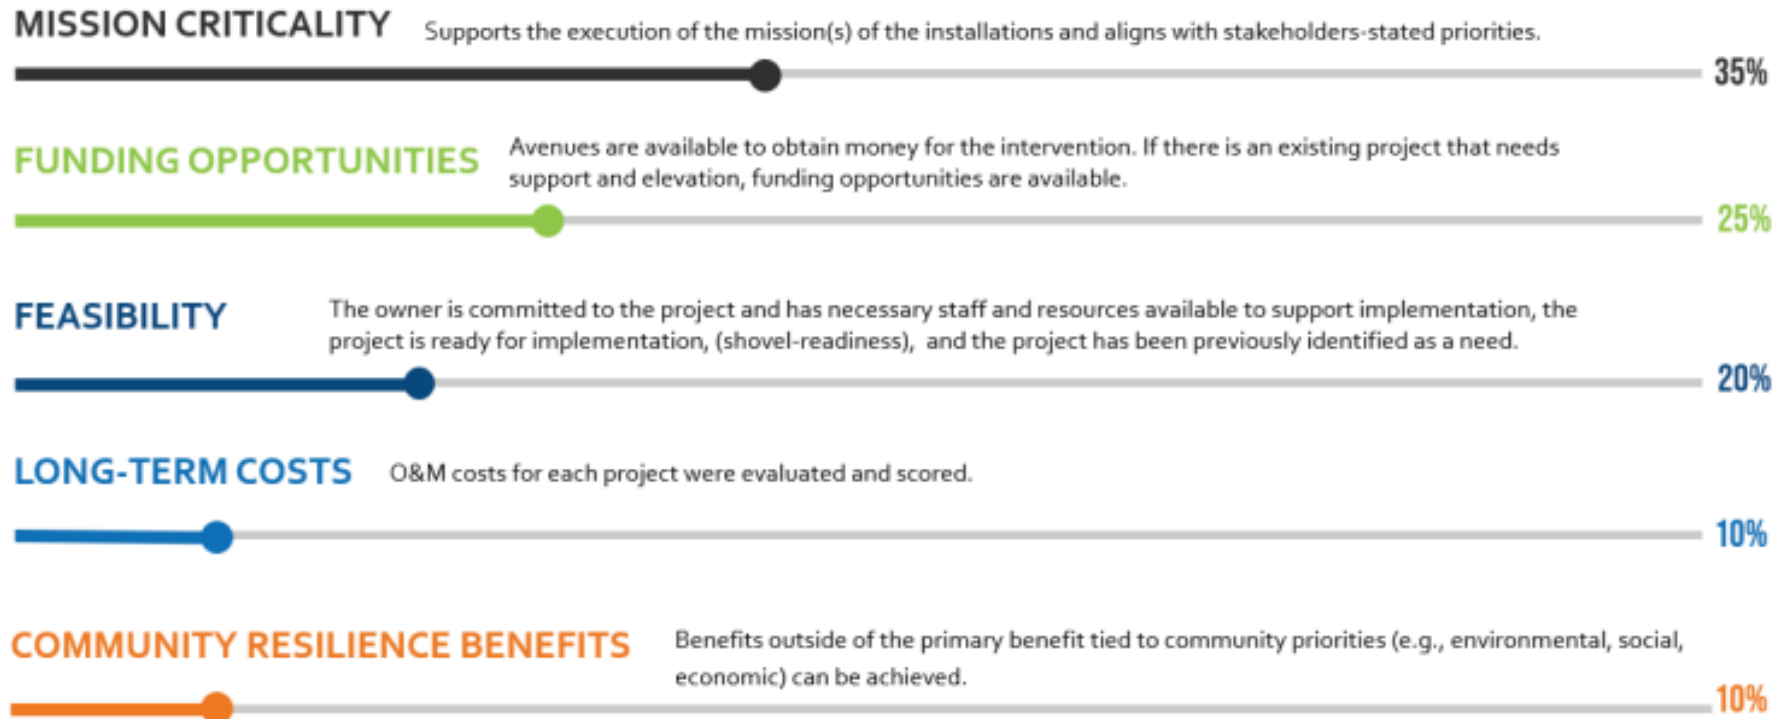 MISSION CRITICALITY Supports the execution of the mission(s) of the installations and aligns with stakeholders-stated priorities.
35%
FUNDING OPPORTUNITIES Avenues are available to obtain money for the intervention. If there is an existing project that needs
support and elevation, funding opportunities are available.
25%
FEASIBILITY The owner is committed to the project and has necessary staff and resources available to support implementation, the
project is ready for implementation, (shovel-readiness), and the project has been previously identified as a need.
20%
LONG-TERM COSTS O&M costs for each project were evaluated and scored.
10%
COMMUNITY RESILIENCE BENEFITS Benefits outside of the primary benefit tied to community priorities (e.g., environmental, social,
economic) can be achieved.
10%